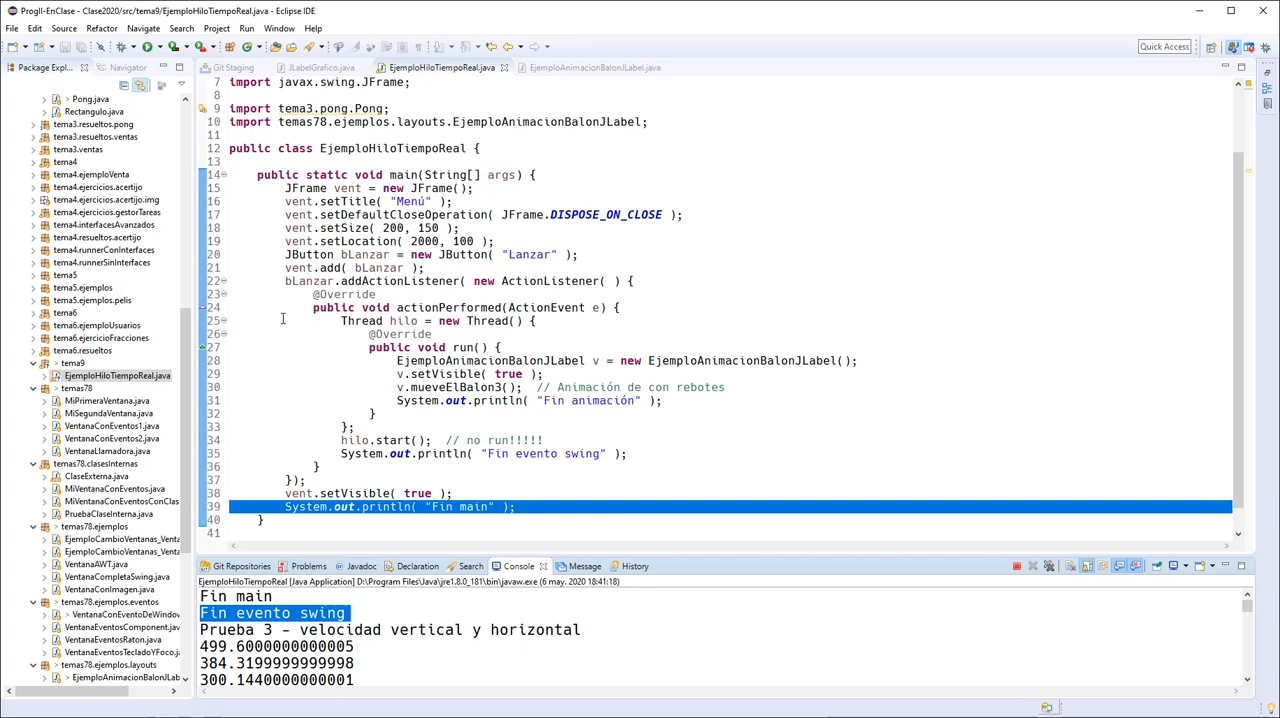 ProgII-EnClase - Clase2020/src/tema9/EjemploHiloTiempoReal.java - Eclipse IDE
File Edit Source Refactor Navigate Search Project Run Window Help
Quick Access
Package Expl... Navigator
Git Staging JLabelGrafico.java EjemploHiloTiempoReal.java EjemploAnimacionBalonJLabel.java
> Pong.java
Rectangulo.java
tema3.resueltos.pong
tema3.resueltos.ventas
tema3.ventas
tema4
tema4.ejemploVenta
tema4.ejercicios.acertijo
tema4.ejercicios.acertijo.img
tema4.ejercicios.gestorTareas
tema4.interfacesAvanzados
tema4.resueltos.acertijo
tema4.runnerConInterfaces
tema4.runnerSinInterfaces
tema5
tema5.ejemplos
tema5.ejemplos.pelis
tema6
tema6.ejemploUsuarios
tema6.ejercicioFracciones
tema6.resueltos
> tema9
EjemploHiloTiempoReal.java
temas78
MiPrimeraVentana.java
MiSegundaVentana.java
VentanaConEventos1.java
VentanaConEventos2.java
VentanaLlamadora.java
temas78.clasesInternas
ClaseExterna.java
MiVentanaConEventos.java
MiVentanaConEventosConClas
PruebaClaseInterna.java
temas78.ejemplos
EjemploCambioVentanas_Venta
EjemploCambioVentanas_Venta
VentanaAWT.java
VentanaCompletaSwing.java
VentanaConImagen.java
temas78.ejemplos.eventos
> VentanaConEventoDeWindow
VentanaEventosComponent.java
VentanaEventosRaton.java
VentanaEventosTecladoYFoco.java
temas78.ejemplos.layouts
> EjemploAnimacionBalonJLab
7 import javax.swing.JFrame;
8
9 import tema3.pong.Pong;
10 import temas78.ejemplos.layouts.EjemploAnimacionBalonJLabel;
11
12 public class EjemploHiloTiempoReal {
13
14 public static void main(String[] args) {
15 JFrame vent = new JFrame();
16 vent.setTitle( "Menú" );
17 vent.setDefaultCloseOperation( JFrame.DISPOSE_ON_CLOSE );
18 vent.setSize( 200, 150 );
19 vent.setLocation( 2000, 100 );
20 JButton bLanzar = new JButton( "Lanzar" );
21 vent.add( bLanzar );
22 bLanzar.addActionListener( new ActionListener( ) {
23 @Override
24 public void actionPerformed(ActionEvent e) {
25 Thread hilo = new Thread() {
26 @Override
27 public void run() {
28 EjemploAnimacionBalonJLabel v = new EjemploAnimacionBalonJLabel();
29 v.setVisible( true );
30 v.mueveElBalon3(); // Animación de con rebotes
31 System.out.println( "Fin animación" );
32 }
33 };
34 hilo.start(); // no run!!!!!
35 System.out.println( "Fin evento swing" );
36 }
37 });
38 vent.setVisible( true );
39 System.out.println( "Fin main" );
40 }
41
Git Repositories Problems Javadoc Declaration Search Console Message History
EjemploHiloTiempoReal [Java Application] D:\Program Files\Java\jre1.8.0_181\bin\javaw.exe (6 may. 2020 18:41:18)
Fin main
Fin evento swing
Prueba 3 - velocidad vertical y horizontal
499.6000000000005
384.3199999999998
300.1440000000001